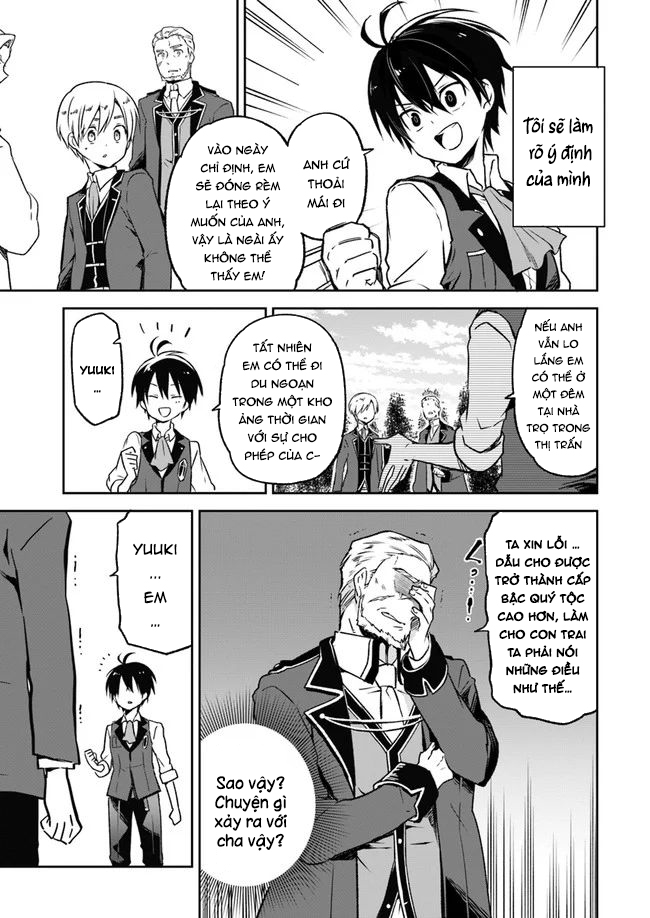 Tôi sẽ làm
rõ ý định
của mình
ANH CỨ
THOẢI
MÁI ĐI
VÀO NGÀY
CHỈ ĐỊNH, EM
SẼ ĐÓNG RÈM
LẠI THEO Ý
MUỐN CỦA ANH,
VẬY LÀ NGÀI ẤY
KHÔNG THỂ
THẤY EM!
NẾU ANH
VẪN LO
LẮNG EM
CÓ THỂ Ở
MỘT ĐÊM
TẠI NHÀ
TRỌ TRONG
THỊ TRẤN
TẤT NHIÊN
EM CÓ THỂ ĐI
DU NGOẠN
TRONG MỘT KHO
ẢNG THỜI GIAN
VỚI SỰ CHO
PHÉP CỦA C-
YUUKI
...
TA XIN LỖI ...
DẪU CHO ĐƯỢC
TRỞ THÀNH CẤP
BẬC QUÝ TỘC
CAO HƠN, LÀM
CHO CON TRAI
TA PHẢI NÓI
NHỮNG ĐIỀU
NHƯ THẾ...
Sao vậy?
Chuyện gì
xảy ra với
cha vậy?
YUUKI
...
EM ...